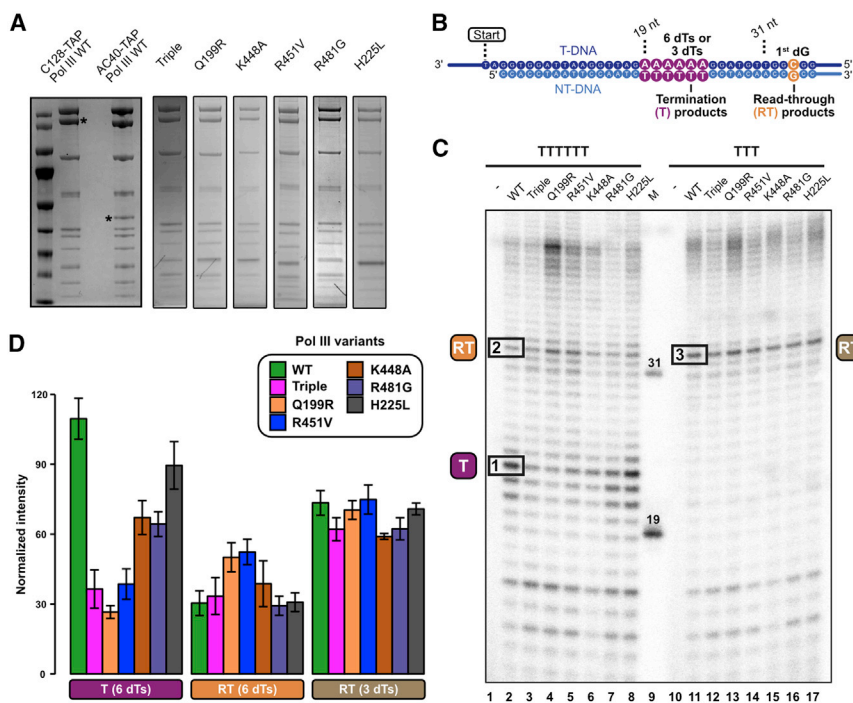 A
C128-TAP
Pol III WT
AC40-TAP
Pol III WT
Triple
Q199R
K448A
R451V
R481G
H225L
*
*
B
Start
19 nt
6 dTs or
3 dTs
31 nt
1st dG
T-DNA
3'
5'
5'
3'
NT-DNA
AAAAAA
TTTTTT
C
G
Termination
(T) products
Read-through
(RT) products
C
TTTTTT
TTT
-
WT
Triple
Q199R
R451V
K448A
R481G
H225L
M
-
WT
Triple
Q199R
R451V
K448A
R481G
H225L
RT
2
3
RT
31
T
1
19
1 2 3 4 5 6 7 8 9 10 11 12 13 14 15 16 17
D
Pol III variants
WT
Triple
Q199R
R451V
K448A
R481G
H225L
Normalized intensity
120
90
60
30
0
T (6 dTs)
RT (6 dTs)
RT (3 dTs)